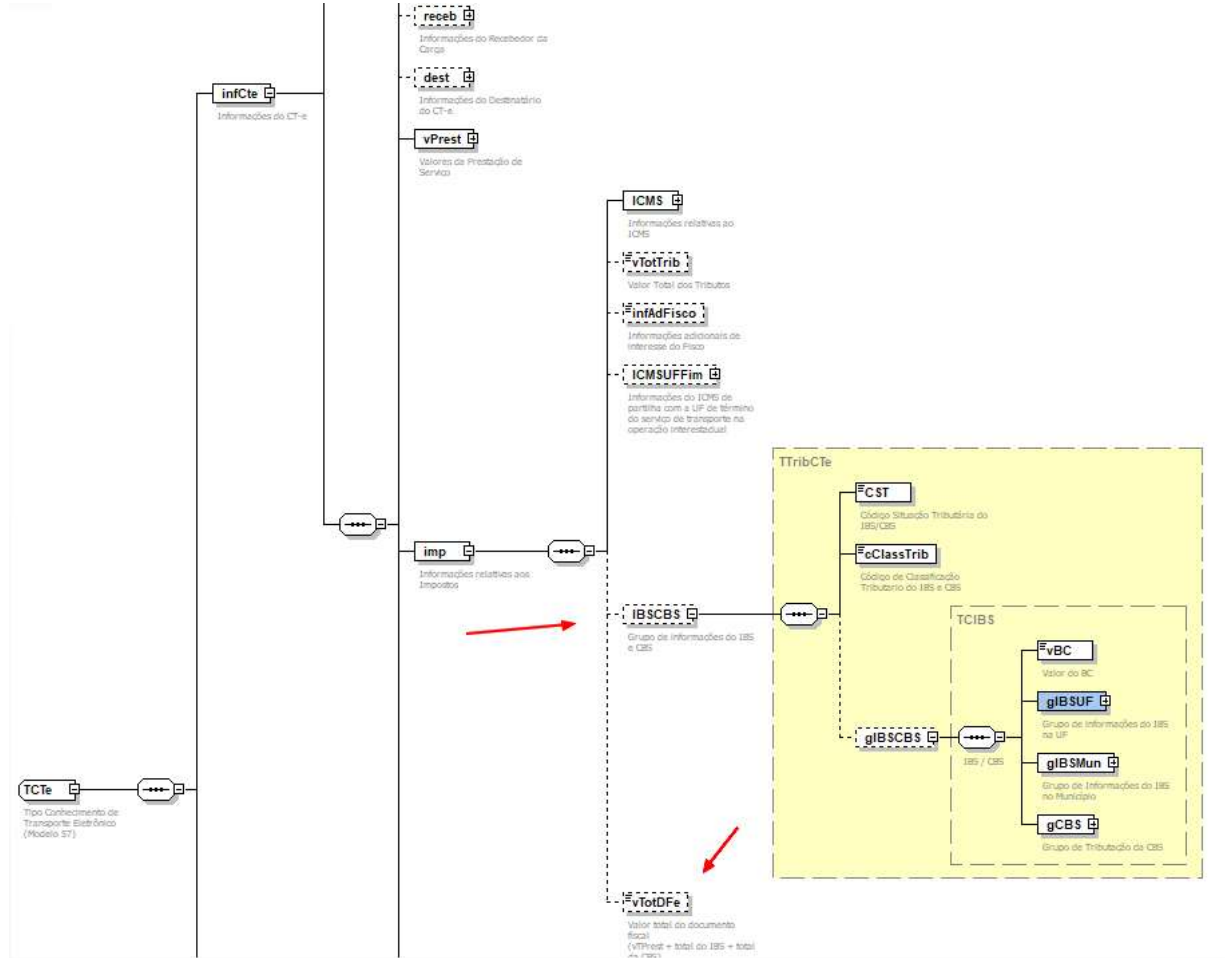 receb
Informações do Recebedor da
Carga
dest
Informações do Destinatário
do CT-e
infCte
Informações do CT-e
vPrest
Valores da Prestação de
Serviço
ICMS
Informações relativas ao
ICMS
vTotTrib
Valor Total dos Tributos
infAdFisco
Informações adicionais de
interesse do Fisco
ICMSUFFim
Informações do ICMS de
partilha com a UF de término
do serviço de transporte na
operação interestadual
TTribCTe
CST
Código Situação Tributária do
IBS/CBS
cClassTrib
Código de Classificação
Tributario do IBS e CBS
imp
Informações relativas aos
Impostos
IBSCBS
Grupo de informações do IBS
e CBS
TCIBS
vBC
Valor do BC
gIBSUF
Grupo de Informações do IBS
na UF
gIBSCBS
IBS / CBS
gIBSMun
Grupo de Informações do IBS
no Município
gCBS
Grupo de Tributação da CBS
TCTe
Tipo Conhecimento de
Transporte Eletrônico
(Modelo 57)
vTotDFe
Valor total do documento
fiscal
(vTPrest + total do IBS + total
da CBS)